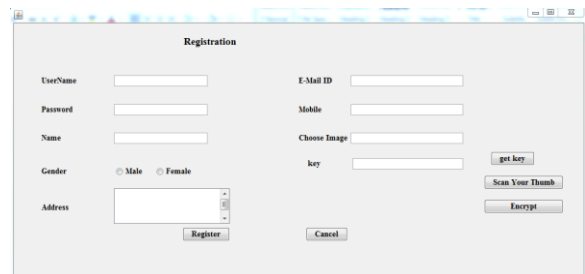 Registration
UserName
E-Mail ID
Password
Mobile
Name
Choose Image
key
get key
Gender
Male
Female
Scan Your Thumb
Address
Encrypt
Register
Cancel